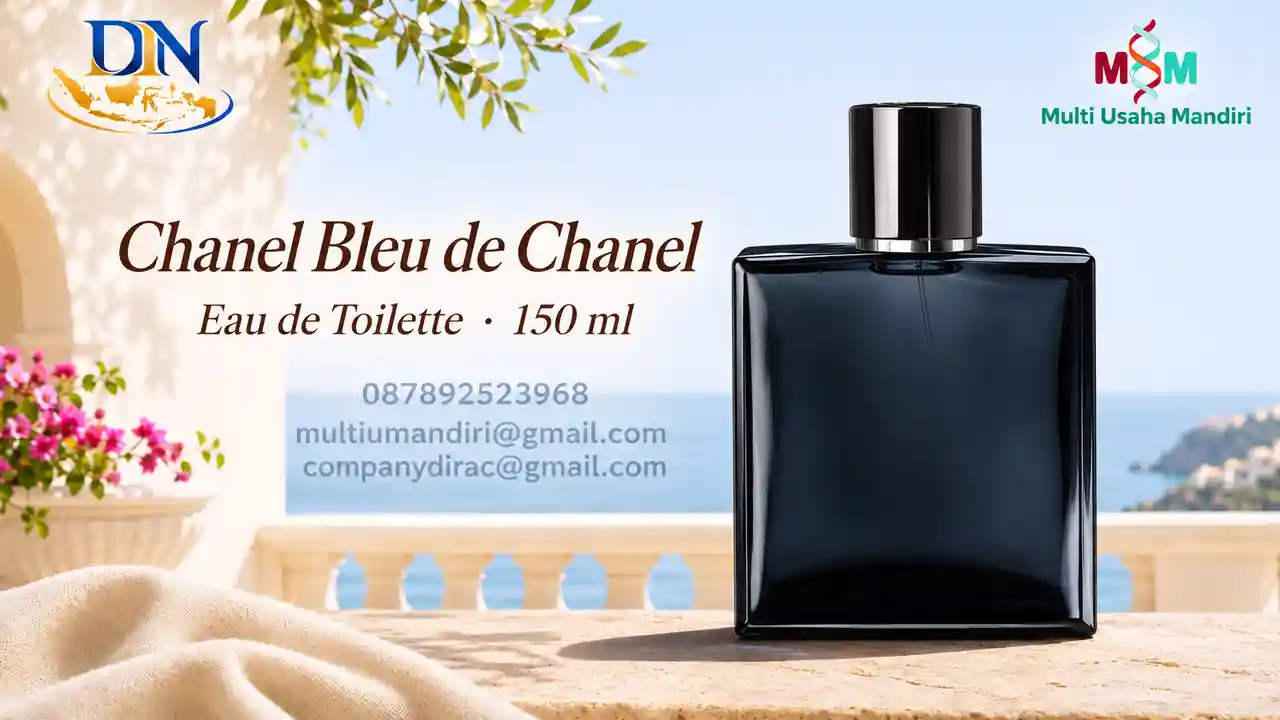 DN
MSM
Multi Usaha Mandiri
Chanel Bleu de Chanel
Eau de Toilette · 150 ml
087892523968
multiumandiri@gmail.com
companydirac@gmail.com